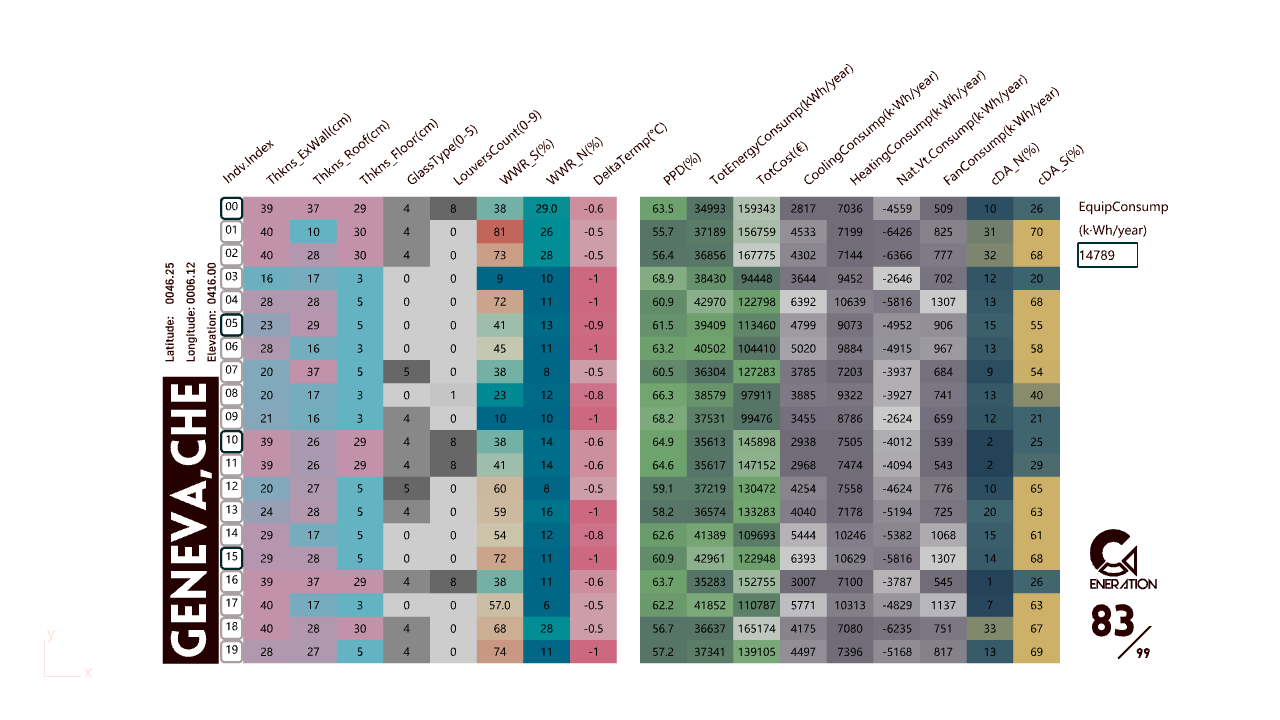 Indv.Index Thkns_ExWall(cm) Thkns_Roof(cm) Thkns_Floor(cm) GlassType(0-5) LouversCount(0-9) WWR_S(%) WWR_N(%) DeltaTermp(°C) PPD(%) TotEnergyConsump(kWh/year) TotCost(€) CoolingConsump(k·Wh/year) HeatingConsump(k·Wh/year) Nat.Vt.Consump(k·Wh/year) FanConsump(k·Wh/year) cDA_N(%) cDA_S(%)
00 39 37 29 4 8 38 29.0 -0.6 63.5 34993 159343 2817 7036 -4559 509 10 26
01 40 10 30 4 0 81 26 -0.5 55.7 37189 156759 4533 7199 -6426 825 31 70
02 40 28 30 4 0 73 28 -0.5 56.4 36856 167775 4302 7144 -6366 777 32 68
03 16 17 3 0 0 9 10 -1 68.9 38430 94448 3644 9452 -2646 702 12 20
04 28 28 5 0 0 72 11 -1 60.9 42970 122798 6392 10639 -5816 1307 13 68
05 23 29 5 0 0 41 13 -0.9 61.5 39409 113460 4799 9073 -4952 906 15 55
06 28 16 3 0 0 45 11 -1 63.2 40502 104410 5020 9884 -4915 967 13 58
07 20 37 5 5 0 38 8 -0.5 60.5 36304 127283 3785 7203 -3937 684 9 54
08 20 17 3 0 1 23 12 -0.8 66.3 38579 97911 3885 9322 -3927 741 13 40
09 21 16 3 4 0 10 10 -1 68.2 37531 99476 3455 8786 -2624 659 12 21
10 39 26 29 4 8 38 14 -0.6 64.9 35613 145898 2938 7505 -4012 539 2 25
11 39 26 29 4 8 41 14 -0.6 64.6 35617 147152 2968 7474 -4094 543 2 29
12 20 27 5 5 0 60 8 -0.5 59.1 37219 130472 4254 7558 -4624 776 10 65
13 24 28 5 4 0 59 16 -1 58.2 36574 133283 4040 7178 -5194 725 20 63
14 29 17 5 0 0 54 12 -0.8 62.6 41389 109693 5444 10246 -5382 1068 15 61
15 29 28 5 0 0 72 11 -1 60.9 42961 122948 6393 10629 -5816 1307 14 68
16 39 37 29 4 8 38 11 -0.6 63.7 35283 152755 3007 7100 -3787 545 1 26
17 40 17 3 0 0 57.0 6 -0.5 62.2 41852 110787 5771 10313 -4829 1137 7 63
18 40 28 30 4 0 68 28 -0.5 56.7 36637 165174 4175 7080 -6235 751 33 67
19 28 27 5 4 0 74 11 -1 57.2 37341 139105 4497 7396 -5168 817 13 69
Latitude: 0046.25
Longitude: 0006.12
Elevation: 0416.00
GENEVA,CHE
EquipConsump
(k·Wh/year)
14789
ENERATION
83/99
y
x